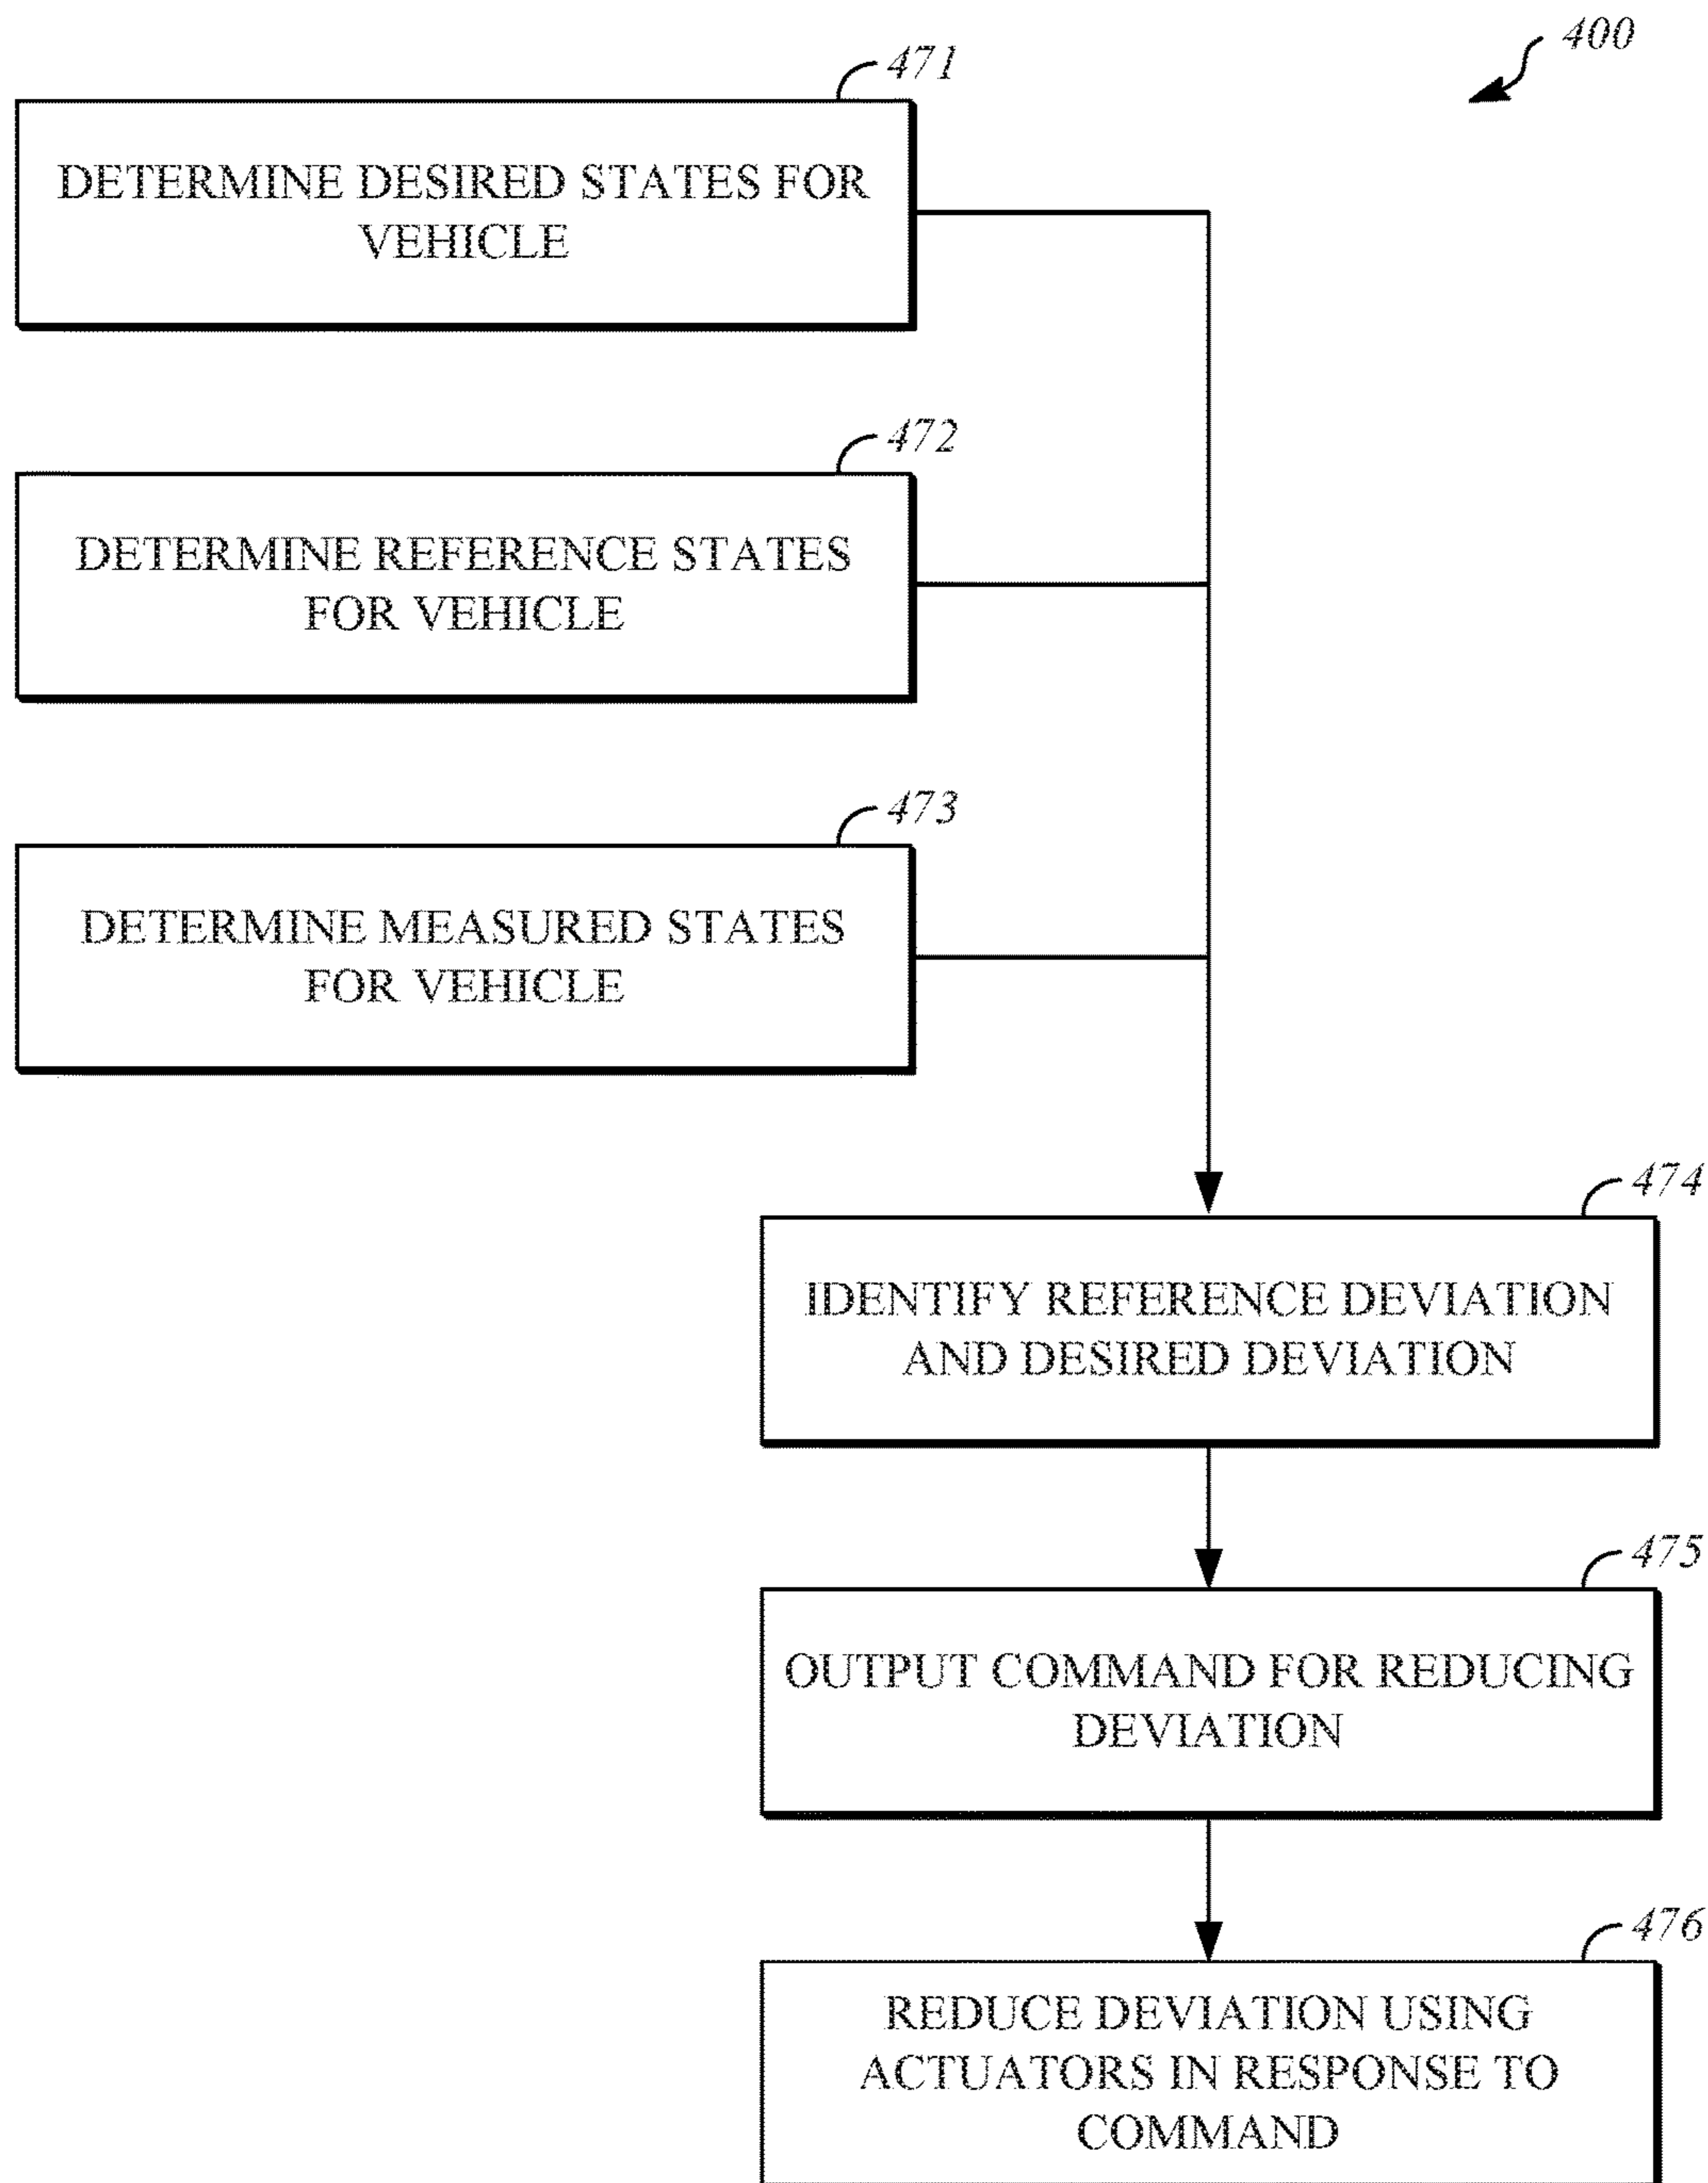 400
471
DETERMINE DESIRED STATES FOR
VEHICLE
472
DETERMINE REFERENCE STATES
FOR VEHICLE
473
DETERMINE MEASURED STATES
FOR VEHICLE
474
IDENTIFY REFERENCE DEVIATION
AND DESIRED DEVIATION
475
OUTPUT COMMAND FOR REDUCING
DEVIATION
476
REDUCE DEVIATION USING
ACTUATORS IN RESPONSE TO
COMMAND